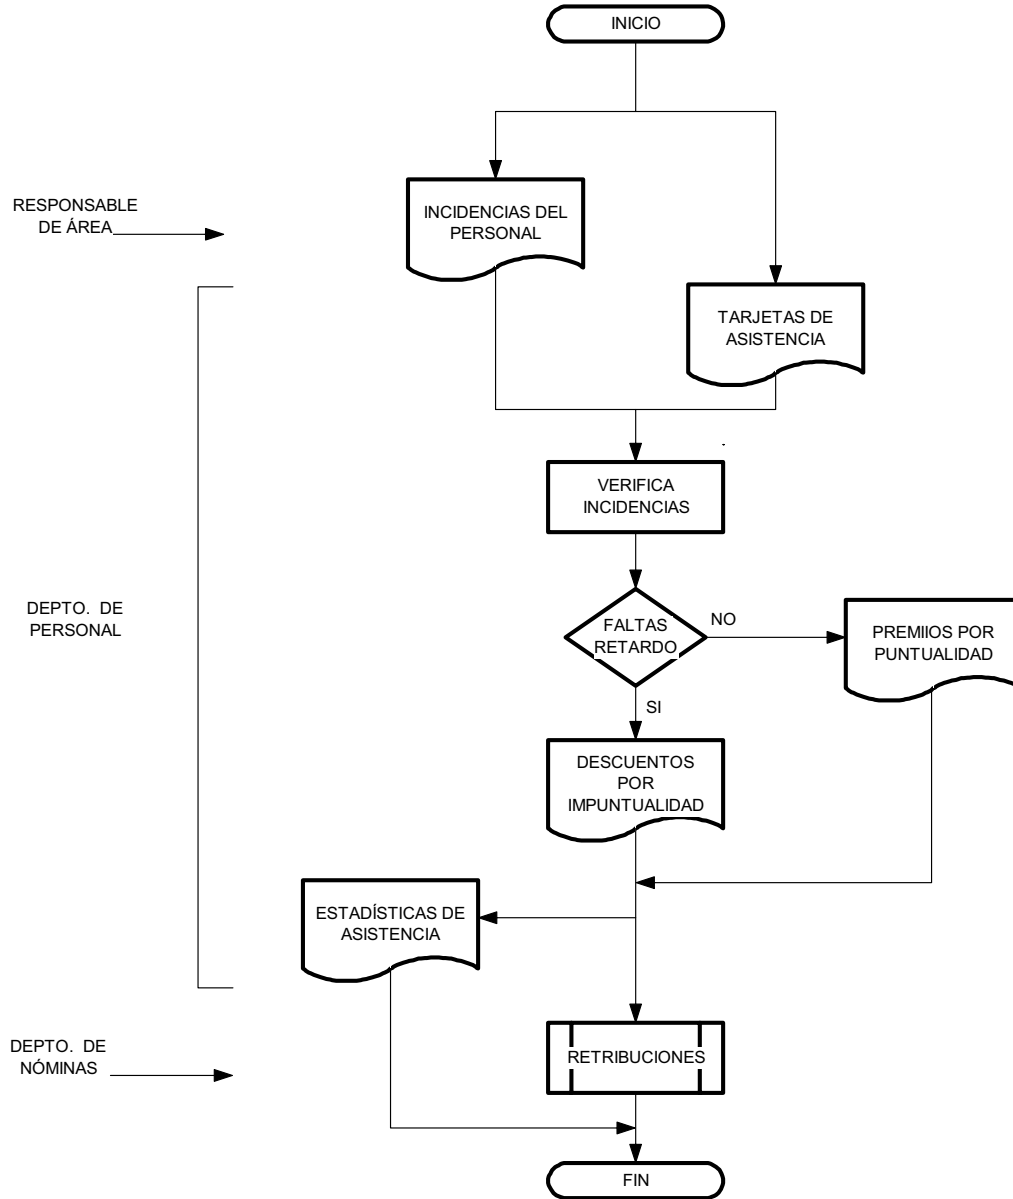 INICIO
RESPONSABLE
DE ÁREA
INCIDENCIAS DEL
PERSONAL
TARJETAS DE
ASISTENCIA
VERIFICA
INCIDENCIAS
DEPTO. DE
PERSONAL
FALTAS
RETARDO
NO
PREMIIOS POR
PUNTUALIDAD
SI
DESCUENTOS
POR
IMPUNTUALIDAD
ESTADÍSTICAS DE
ASISTENCIA
DEPTO. DE
NÓMINAS
RETRIBUCIONES
FIN